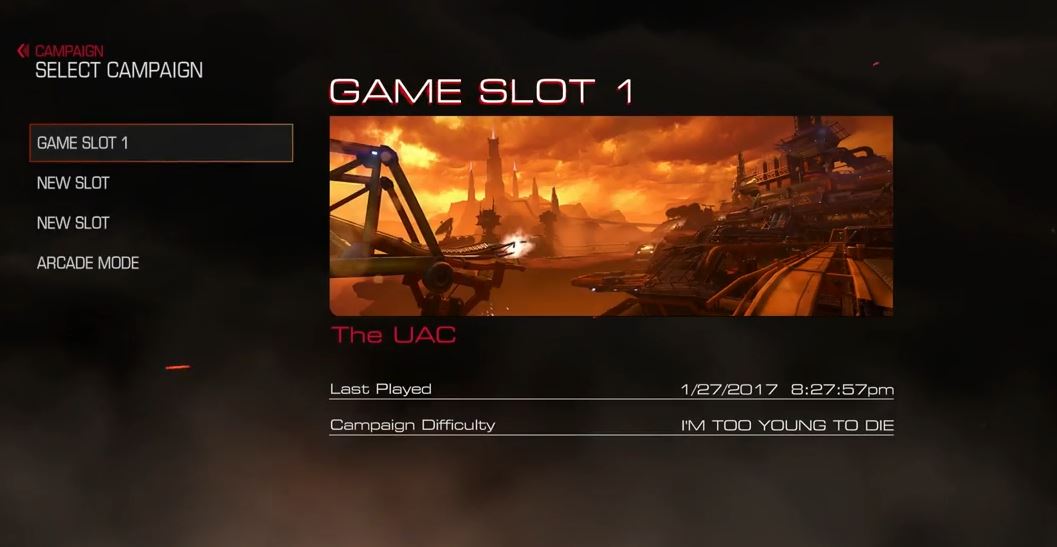 CAMPAIGN
SELECT CAMPAIGN
GAME SLOT 1
NEW SLOT
NEW SLOT
ARCADE MODE
GAME SLOT 1
The UAC
Last Played 1/27/2017 8:27:57pm
Campaign Difficulty I'M TOO YOUNG TO DIE